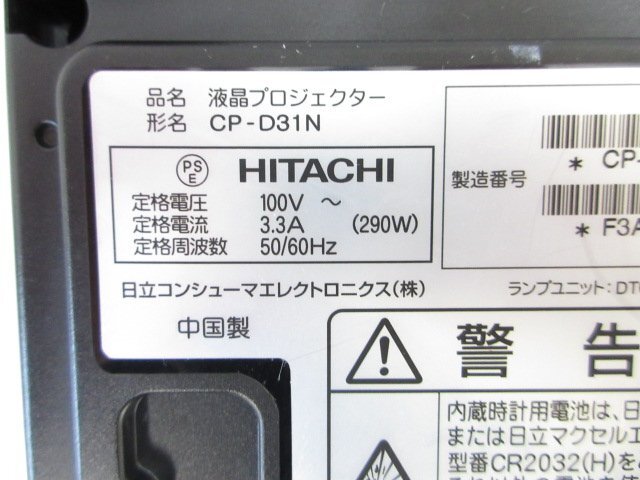 品名 液晶プロジェクター
形名 CP-D31N
PS
E
HITACHI
定格電圧 100V ～
定格電流 3.3A (290W)
定格周波数 50/60Hz
製造番号
* CP-
* F3A
日立コンシューマエレクトロニクス(株)
ランプユニット:DT
中国製
警告
内蔵時計用電池は、日
または日立マクセルエ
型番CR2032(H)を